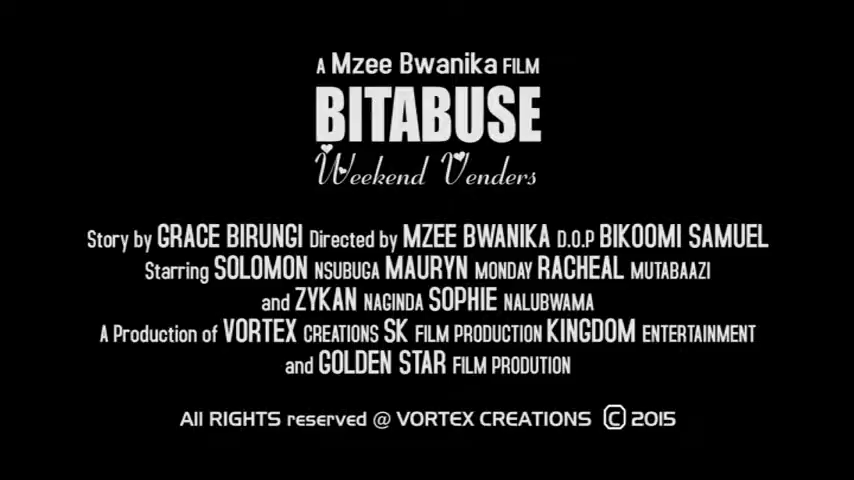 A Mzee Bwanika FILM
BITABUSE
Weekend Venders
Story by GRACE BIRUNGI Directed by MZEE BWANIKA D.O.P BIKOOMI SAMUEL
Starring SOLOMON NSUBUGA MAURYN MONDAY RACHEAL MUTABAAZI
and ZYKAN NAGINDA SOPHIE NALUBWAMA
A Production of VORTEX CREATIONS SK FILM PRODUCTION KINGDOM ENTERTAINMENT
and GOLDEN STAR FILM PRODUTION
All RIGHTS reserved @ VORTEX CREATIONS © 2015